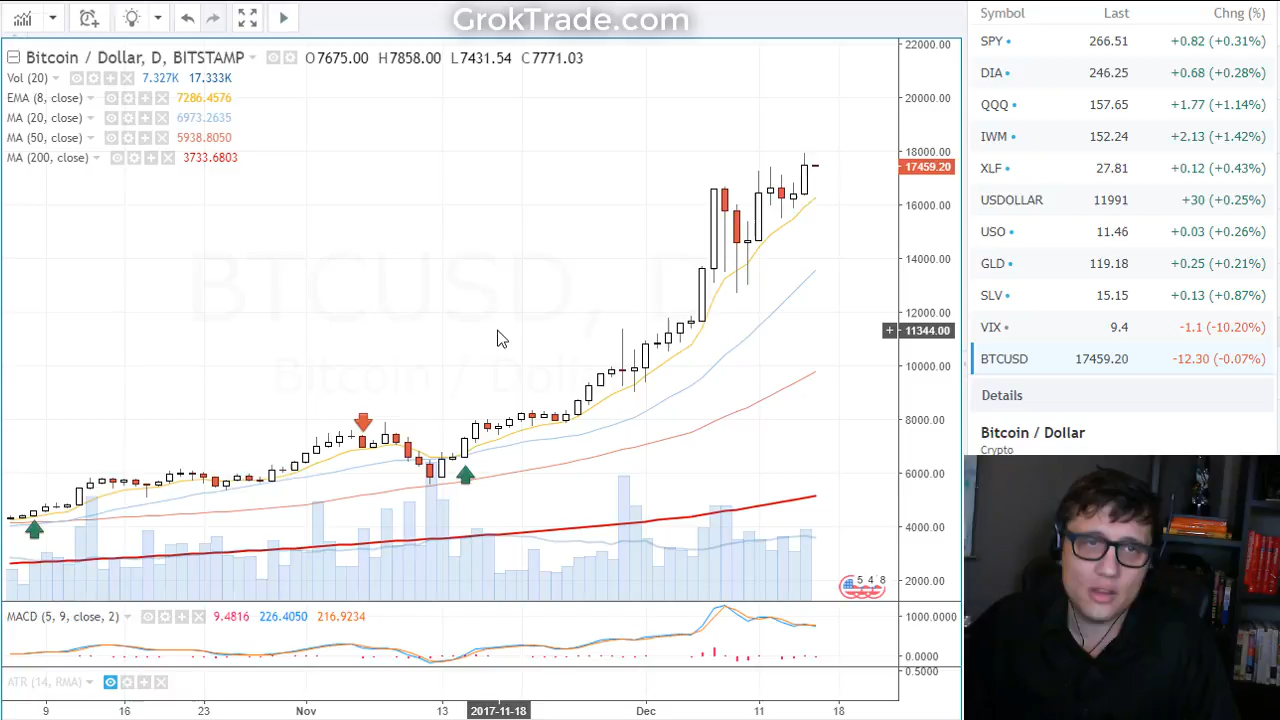 GrokTrade.com
Bitcoin / Dollar, D, BITSTAMP O7675.00 H7858.00 L7431.54 C7771.03
Vol (20) 7.327K 17.333K
EMA (8, close) 7286.4576
MA (20, close) 6973.2635
MA (50, close) 5938.8050
MA (200, close) 3733.6803
BTCUSD, D
Bitcoin / Dollar
22000.00
20000.00
18000.00
17459.20
16000.00
14000.00
12000.00
11344.00
10000.00
8000.00
6000.00
4000.00
2000.00
5 4 8
MACD (5, 9, close, 2) 9.4816 226.4050 216.9234
1000.0000
0.0000
ATR (14, RMA)
0.5000
9 16 23 Nov 13 2017-11-18 Dec 11 18
Symbol Last Chng (%)
SPY 266.51 +0.82 (+0.31%)
DIA 246.25 +0.68 (+0.28%)
QQQ 157.65 +1.77 (+1.14%)
IWM 152.24 +2.13 (+1.42%)
XLF 27.81 +0.12 (+0.43%)
USDOLLAR 11991 +30 (+0.25%)
USO 11.46 +0.03 (+0.26%)
GLD 119.18 +0.25 (+0.21%)
SLV 15.15 +0.13 (+0.87%)
VIX 9.4 -1.1 (-10.20%)
BTCUSD 17459.20 -12.30 (-0.07%)
Details
Bitcoin / Dollar
Crypto